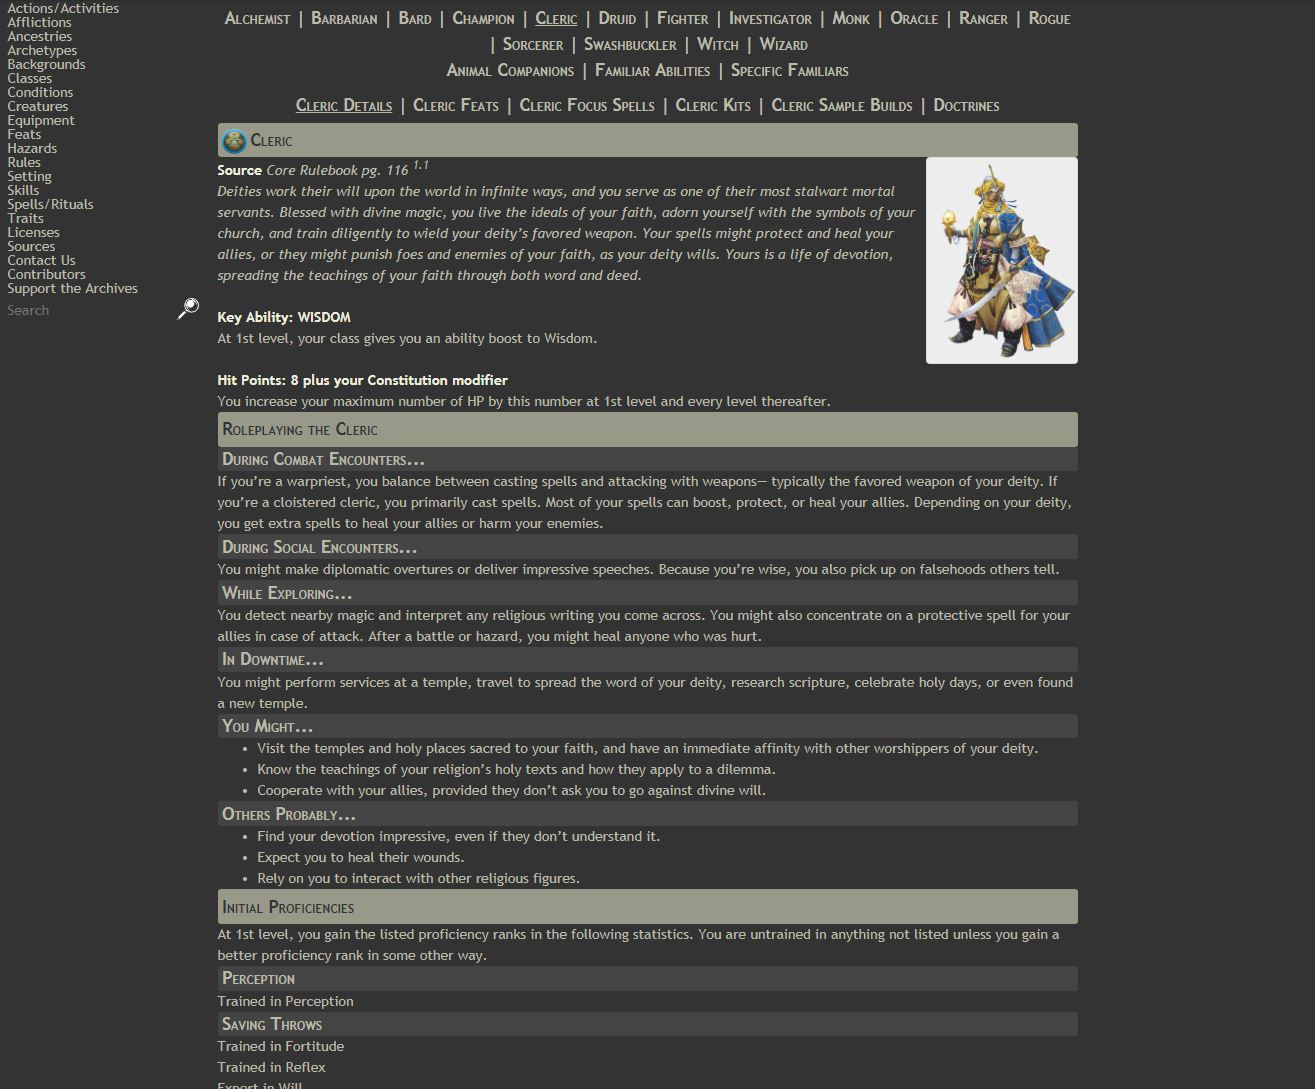 Actions/Activities
Afflictions
Ancestries
Archetypes
Backgrounds
Classes
Conditions
Creatures
Equipment
Feats
Hazards
Rules
Setting
Skills
Spells/Rituals
Traits
Licenses
Sources
Contact Us
Contributors
Support the Archives
Search
Alchemist | Barbarian | Bard | Champion | Cleric | Druid | Fighter | Investigator | Monk | Oracle | Ranger | Rogue
| Sorcerer | Swashbuckler | Witch | Wizard
Animal Companions | Familiar Abilities | Specific Familiars
Cleric Details | Cleric Feats | Cleric Focus Spells | Cleric Kits | Cleric Sample Builds | Doctrines
Cleric
Source Core Rulebook pg. 116 1.1
Deities work their will upon the world in infinite ways, and you serve as one of their most stalwart mortal
servants. Blessed with divine magic, you live the ideals of your faith, adorn yourself with the symbols of your
church, and train diligently to wield your deity’s favored weapon. Your spells might protect and heal your
allies, or they might punish foes and enemies of your faith, as your deity wills. Yours is a life of devotion,
spreading the teachings of your faith through both word and deed.
Key Ability: WISDOM
At 1st level, your class gives you an ability boost to Wisdom.
Hit Points: 8 plus your Constitution modifier
You increase your maximum number of HP by this number at 1st level and every level thereafter.
Roleplaying the Cleric
During Combat Encounters...
If you’re a warpriest, you balance between casting spells and attacking with weapons— typically the favored weapon of your deity. If
you’re a cloistered cleric, you primarily cast spells. Most of your spells can boost, protect, or heal your allies. Depending on your deity,
you get extra spells to heal your allies or harm your enemies.
During Social Encounters...
You might make diplomatic overtures or deliver impressive speeches. Because you’re wise, you also pick up on falsehoods others tell.
While Exploring...
You detect nearby magic and interpret any religious writing you come across. You might also concentrate on a protective spell for your
allies in case of attack. After a battle or hazard, you might heal anyone who was hurt.
In Downtime...
You might perform services at a temple, travel to spread the word of your deity, research scripture, celebrate holy days, or even found
a new temple.
You Might...
• Visit the temples and holy places sacred to your faith, and have an immediate affinity with other worshippers of your deity.
• Know the teachings of your religion’s holy texts and how they apply to a dilemma.
• Cooperate with your allies, provided they don’t ask you to go against divine will.
Others Probably...
• Find your devotion impressive, even if they don’t understand it.
• Expect you to heal their wounds.
• Rely on you to interact with other religious figures.
Initial Proficiencies
At 1st level, you gain the listed proficiency ranks in the following statistics. You are untrained in anything not listed unless you gain a
better proficiency rank in some other way.
Perception
Trained in Perception
Saving Throws
Trained in Fortitude
Trained in Reflex
Expert in Will